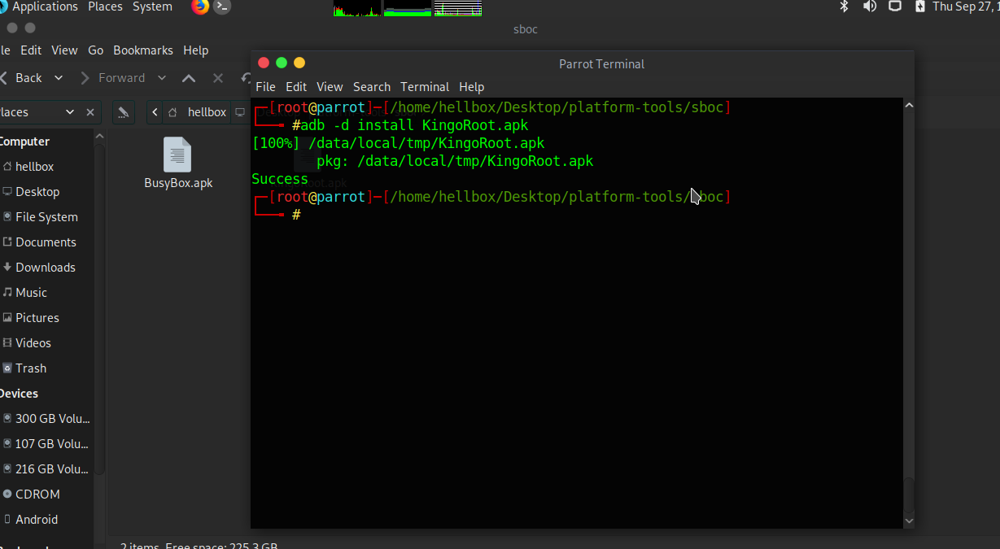 Applications Places System
Thu Sep 27, 1
sboc
le Edit View Go Bookmarks Help
Back Forward
laces
hellbox
Computer
hellbox
Desktop
File System
Documents
Downloads
Music
Pictures
Videos
Trash
Devices
300 GB Volu...
107 GB Volu...
216 GB Volu...
CDROM
Android
BusyBox.apk
2 items, Free space: 225.3 GB
Parrot Terminal
File Edit View Search Terminal Help
[root@parrot]-[/home/hellbox/Desktop/platform-tools/sboc]
#adb -d install KingoRoot.apk
[100%] /data/local/tmp/KingoRoot.apk
pkg: /data/local/tmp/KingoRoot.apk
Success
[root@parrot]-[/home/hellbox/Desktop/platform-tools/sboc]
#